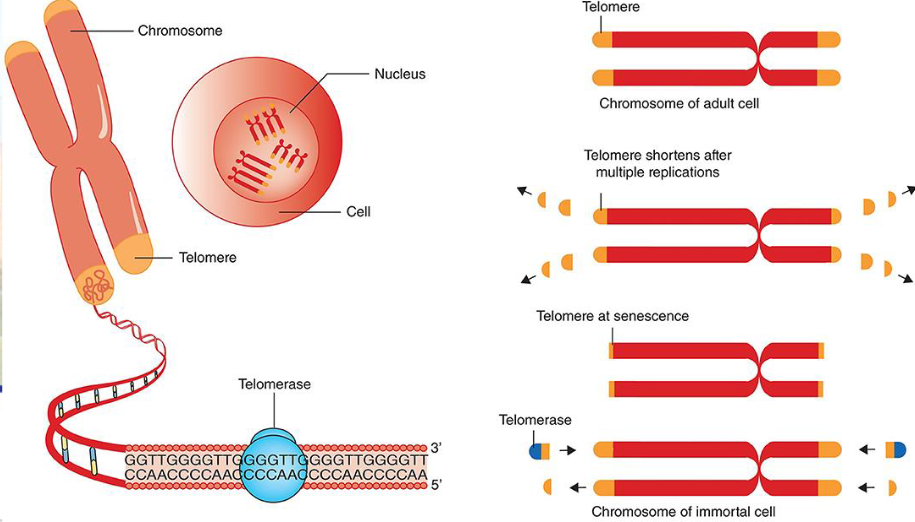 Chromosome
Nucleus
Cell
Telomere
Telomerase
3’
GGTTGGGGTTGGGGTTGGGGTTGGGGTT
CCAACCCCAACCCCAACCCCAACCCCAA
5’
Telomere
Chromosome of adult cell
Telomere shortens after
multiple replications
Telomere at senescence
Telomerase
Chromosome of immortal cell